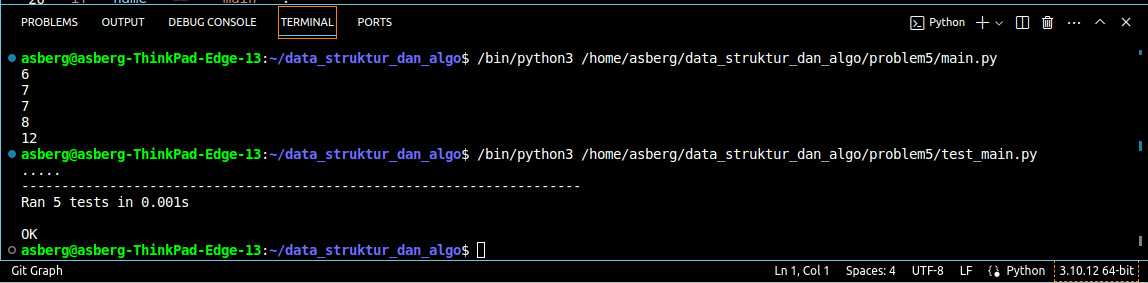 PROBLEMS OUTPUT DEBUG CONSOLE TERMINAL PORTS Python
asberg@asberg-ThinkPad-Edge-13:~/data_struktur_dan_algo$ /bin/python3 /home/asberg/data_struktur_dan_algo/problem5/main.py
6
7
7
8
12
asberg@asberg-ThinkPad-Edge-13:~/data_struktur_dan_algo$ /bin/python3 /home/asberg/data_struktur_dan_algo/problem5/test_main.py
.....
----------------------------------------------------------------------
Ran 5 tests in 0.001s
OK
asberg@asberg-ThinkPad-Edge-13:~/data_struktur_dan_algo$
Git Graph Ln 1, Col 1 Spaces: 4 UTF-8 LF Python 3.10.12 64-bit